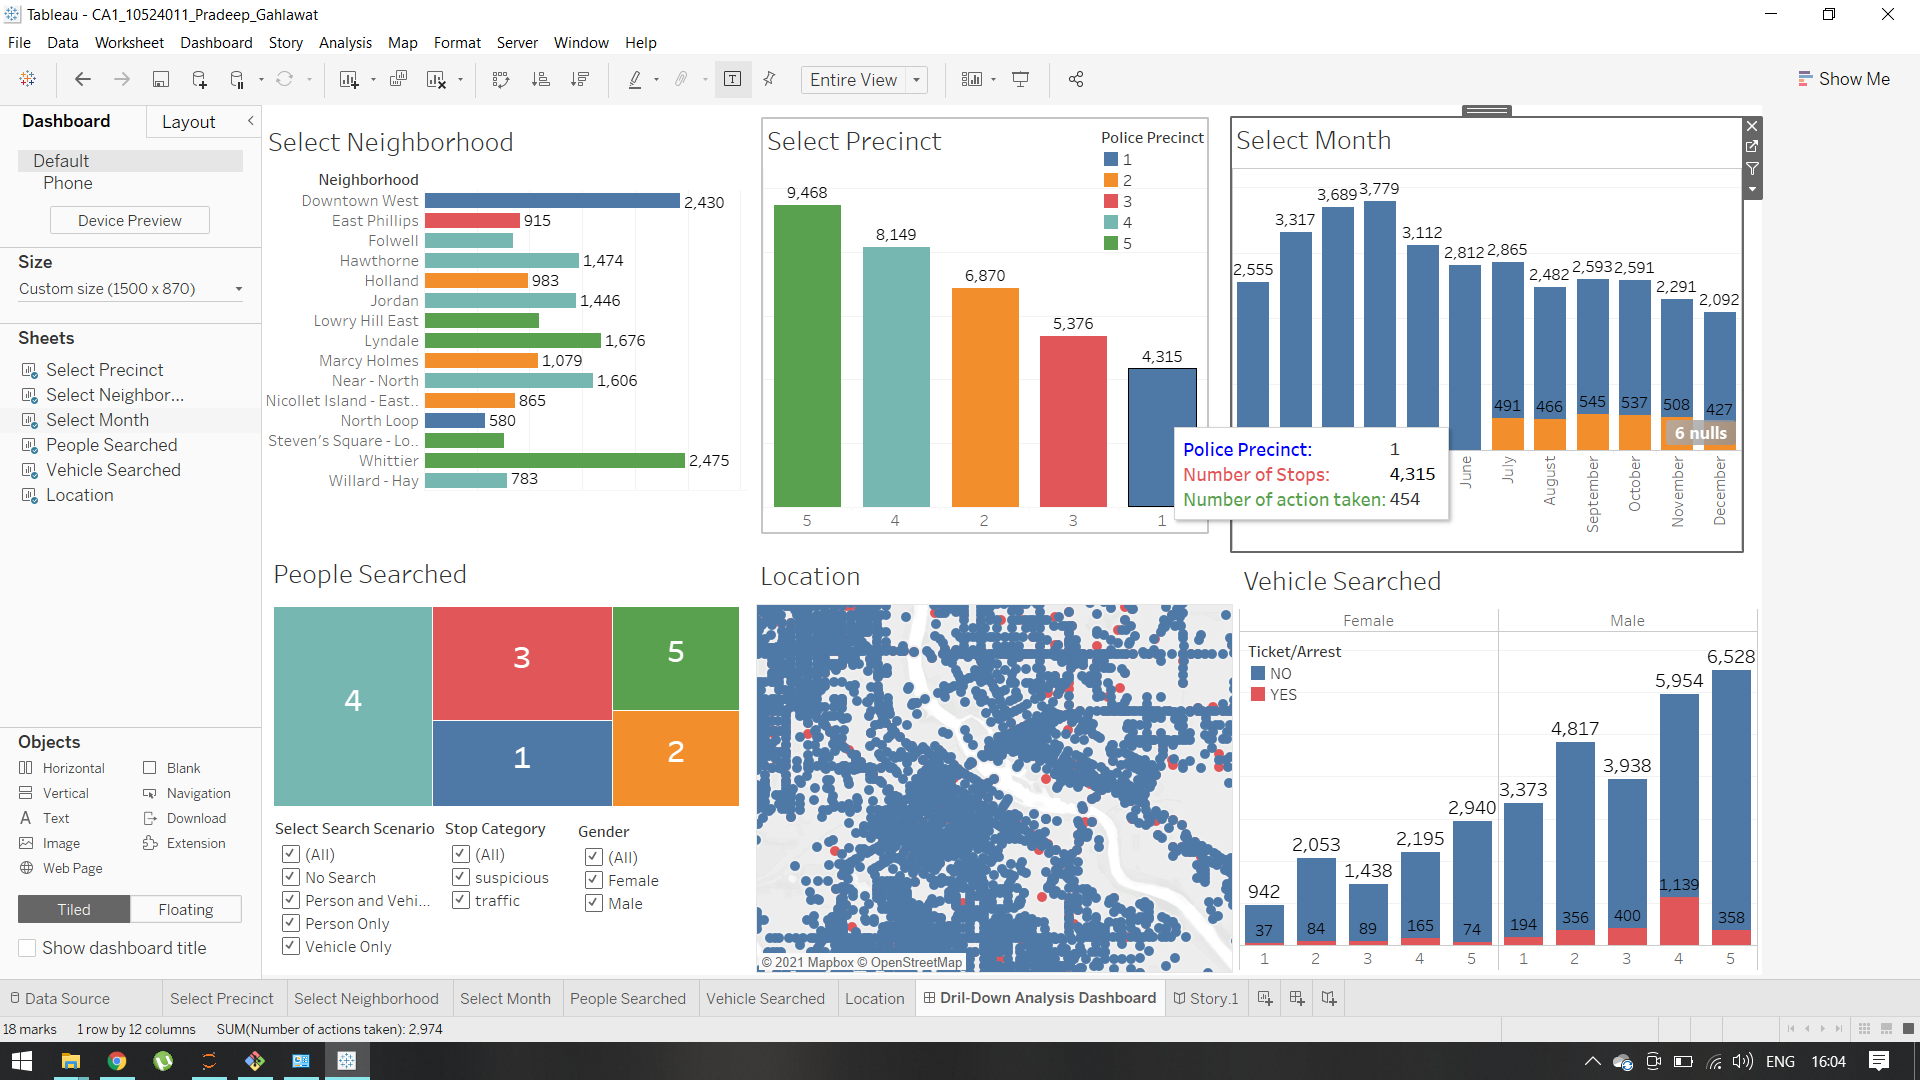 Tableau - CA1_10524011_Pradeep_Gahlawat
File Data Worksheet Dashboard Story Analysis Map Format Server Window Help
Entire View
Show Me
Dashboard Layout
Default
Phone
Device Preview
Size
Custom size (1500 x 870)
Sheets
Select Precinct
Select Neighbor...
Select Month
People Searched
Vehicle Searched
Location
Objects
Horizontal Blank
Vertical Navigation
Text Download
Image Extension
Web Page
Tiled Floating
Show dashboard title
Select Neighborhood
Neighborhood
Downtown West 2,430
East Phillips 915
Folwell
Hawthorne 1,474
Holland 983
Jordan 1,446
Lowry Hill East
Lyndale 1,676
Marcy Holmes 1,079
Near - North 1,606
Nicollet Island - East.. 865
North Loop 580
Steven's Square - Lo..
Whittier 2,475
Willard - Hay 783
Select Precinct
Police Precinct
1
2
3
4
5
9,468
8,149
6,870
5,376
4,315
5 4 2 3 1
Police Precinct: 1
Number of Stops: 4,315
Number of action taken: 454
Select Month
2,555 3,317 3,689 3,779 3,112 2,812 2,865 2,482 2,593 2,591 2,291 2,092
491 466 545 537 508 427
6 nulls
June July August September October November December
People Searched
4 3 5
1 2
Select Search Scenario
(All)
No Search
Person and Vehi...
Person Only
Vehicle Only
Stop Category
(All)
suspicious
traffic
Gender
(All)
Female
Male
Location
© 2021 Mapbox © OpenStreetMap
Vehicle Searched
Female Male
Ticket/Arrest
NO
YES
942 2,053 1,438 2,195 2,940 3,373 4,817 3,938 5,954 6,528
37 84 89 165 74 194 356 400 1,139 358
1 2 3 4 5 1 2 3 4 5
Data Source Select Precinct Select Neighborhood Select Month People Searched Vehicle Searched Location Dril-Down Analysis Dashboard Story.1
18 marks 1 row by 12 columns SUM(Number of actions taken): 2,974
ENG 16:04